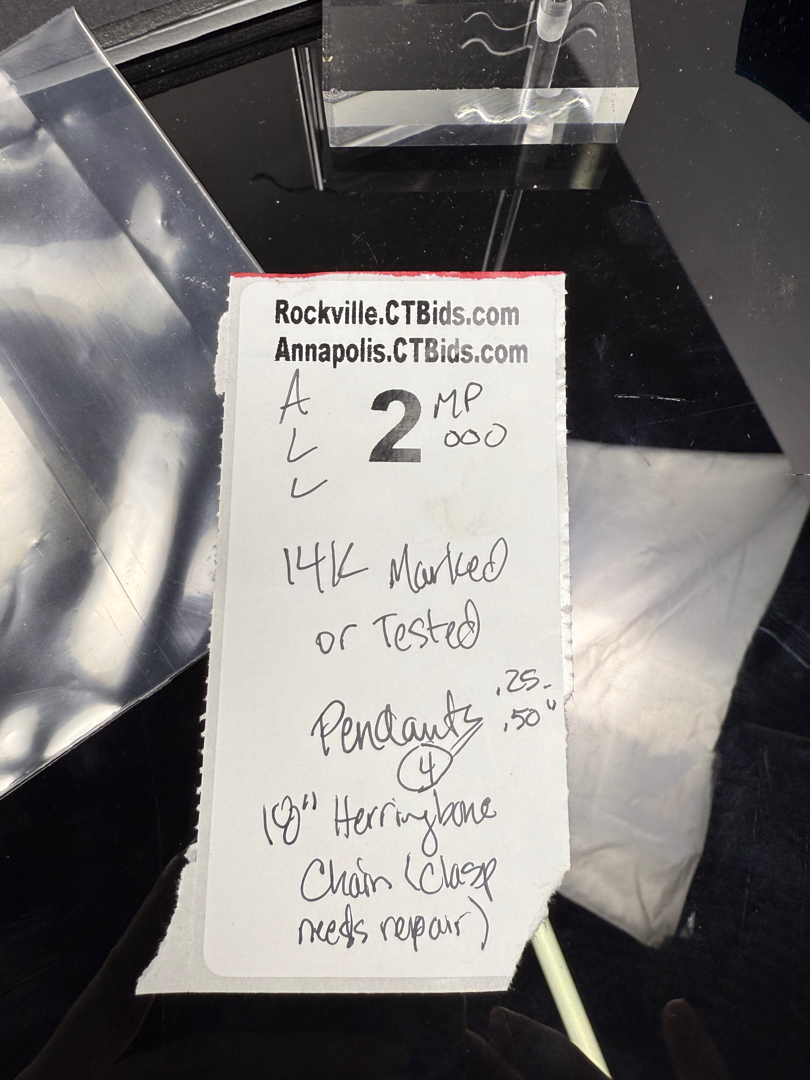 Rockville.CTBids.com
Annapolis.CTBids.com
A
L
L
2 MP
000
14K Marked
or Tested
Pendants .25-
.50"
4
18" Herringbone
Chain (Clasp
needs repair)